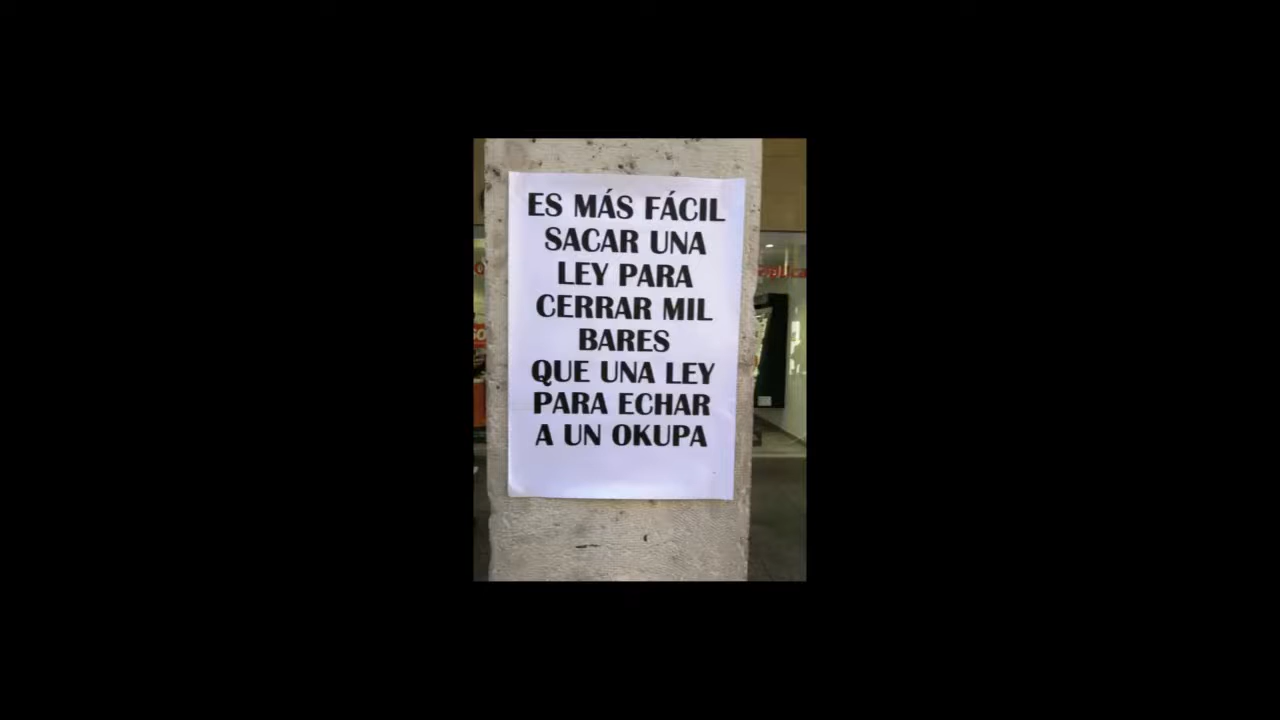 ES MÁS FÁCIL
SACAR UNA
LEY PARA
CERRAR MIL
BARES
QUE UNA LEY
PARA ECHAR
A UN OKUPA